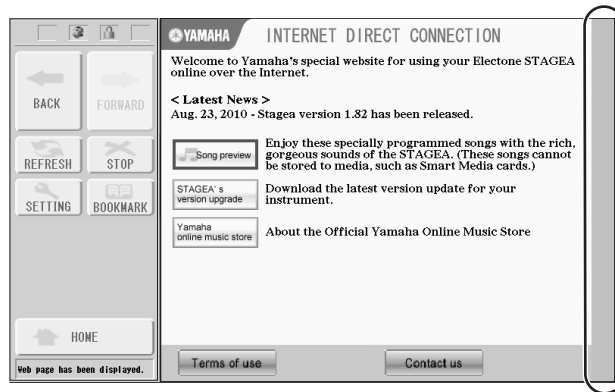 BACK
FORWARD
REFRESH
STOP
SETTING
BOOKMARK
HOME
Web page has been displayed.
YAMAHA
INTERNET DIRECT CONNECTION
Welcome to Yamaha's special website for using your Electone STAGEA
online over the Internet.
< Latest News >
Aug. 23, 2010 - Stagea version 1.82 has been released.
Song preview
Enjoy these specially programmed songs with the rich,
gorgeous sounds of the STAGEA. (These songs cannot
be stored to media, such as Smart Media cards.)
STAGEA' s
version upgrade
Download the latest version update for your
instrument.
Yamaha
online music store
About the Official Yamaha Online Music Store
Terms of use
Contact us